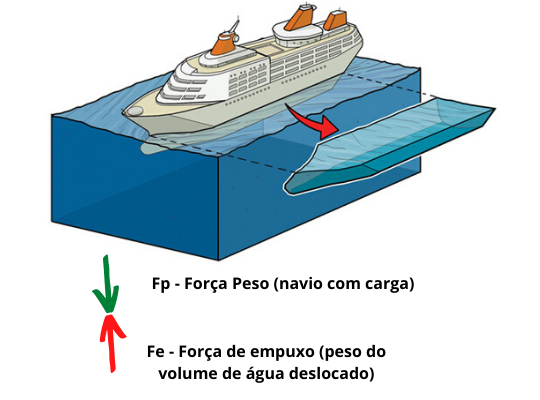 Fp - Força Peso (navio com carga)
Fe - Força de empuxo (peso do
volume de água deslocado)